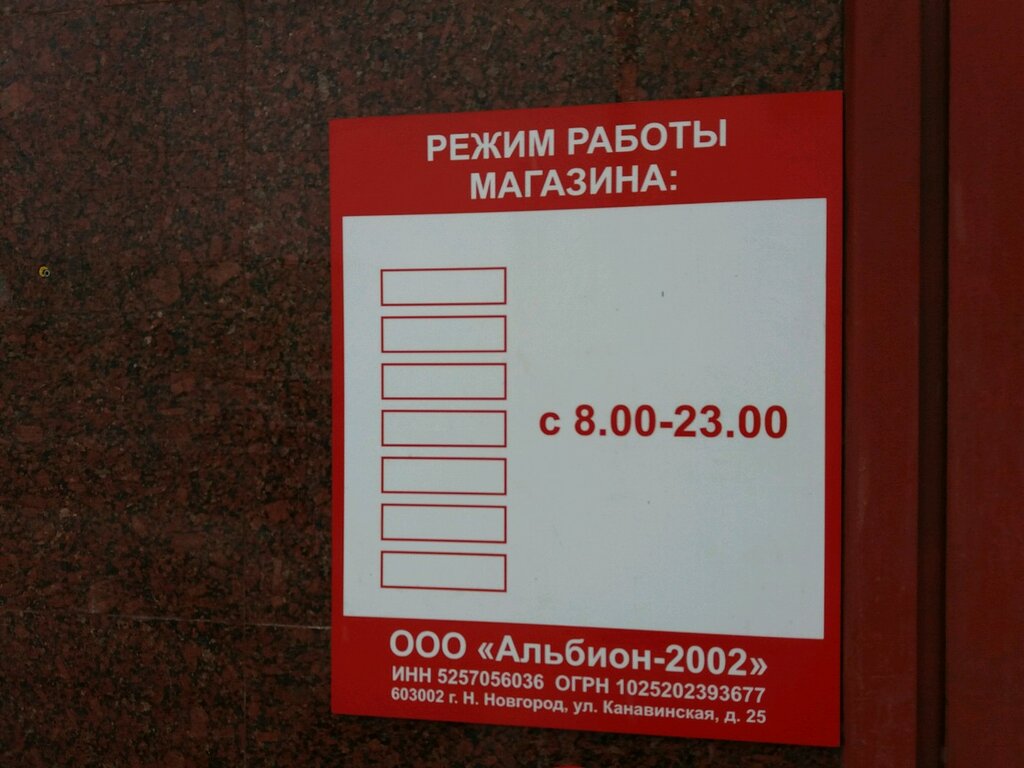 РЕЖИМ РАБОТЫ
МАГАЗИНА:
с 8.00-23.00
ООО «Альбион-2002»
ИНН 5257056036 ОГРН 1025202393677
603002 г. Н. Новгород, ул. Канавинская, д. 25